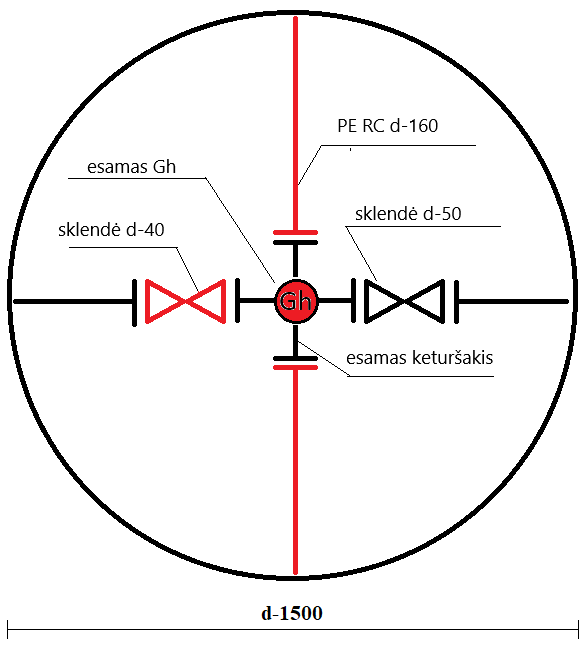 PE RC d-160
esamas Gh
sklendė d-50
sklendė d-40
Gh
esamas keturšakis
d-1500